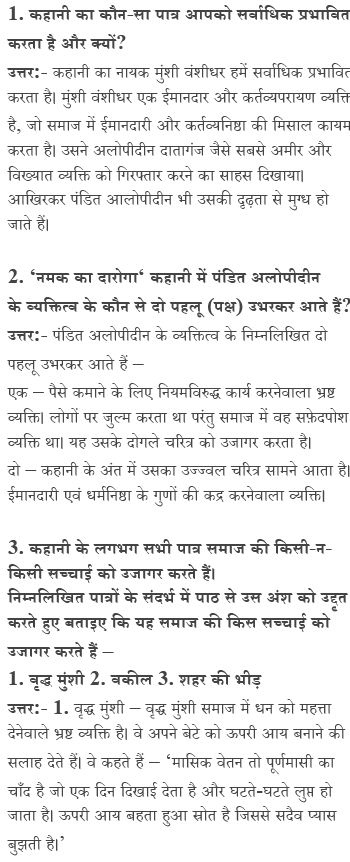 1. कहानी का कौन-सा पात्र आपको सर्वाधिक प्रभावित
करता है और क्यों?
उत्तर:- कहानी का नायक मुंशी वंशीधर हमें सर्वाधिक प्रभावित
करता है। मुंशी वंशीधर एक ईमानदार और कर्तव्यपरायण व्यक्ति
है, जो समाज में ईमानदारी और कर्तव्यनिष्ठा की मिसाल कायम
करता है। उसने अलोपीदीन दातागंज जैसे सबसे अमीर और
विख्यात व्यक्ति को गिरफ्तार करने का साहस दिखाया।
आखिरकर पंडित आलोपीदीन भी उसकी दृढ़ता से मुग्ध हो
जाते हैं।
2. ‘नमक का दारोगा‘ कहानी में पंडित अलोपीदीन
के व्यक्तित्व के कौन से दो पहलू (पक्ष) उभरकर आते हैं?
उत्तर:- पंडित अलोपीदीन के व्यक्तित्व के निम्नलिखित दो
पहलू उभरकर आते हैं –
एक – पैसे कमाने के लिए नियमविरुद्ध कार्य करनेवाला भ्रष्ट
व्यक्ति। लोगों पर जुल्म करता था परंतु समाज में वह सफ़ेदपोश
व्यक्ति था। यह उसके दोगले चरित्र को उजागर करता है।
दो – कहानी के अंत में उसका उज्ज्वल चरित्र सामने आता है।
ईमानदारी एवं धर्मनिष्ठा के गुणों की कद्र करनेवाला व्यक्ति।
3. कहानी के लगभग सभी पात्र समाज की किसी-न-
किसी सच्चाई को उजागर करते हैं।
निम्नलिखित पात्रों के संदर्भ में पाठ से उस अंश को उद्दृत
करते हुए बताइए कि यह समाज की किस सच्चाई को
उजागर करते हैं –
1. वृद्ध मुंशी 2. वकील 3. शहर की भीड़
उत्तर:- 1. वृद्ध मुंशी – वृद्ध मुंशी समाज में धन को महत्ता
देनेवाले भ्रष्ट व्यक्ति है। वे अपने बेटे को ऊपरी आय बनाने की
सलाह देते हैं। वे कहते हैं – ‘मासिक वेतन तो पूर्णमासी का
चाँद है जो एक दिन दिखाई देता है और घटते-घटते लुप्त हो
जाता है। ऊपरी आय बहता हुआ स्रोत है जिससे सदैव प्यास
बुझती है।’